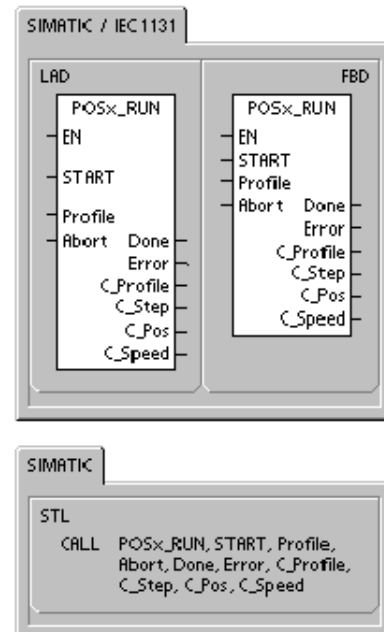 SIMATIC / IEC1131
LAD
POSx_RUN
EN
START
Profile
Abort Done
Error
C_Profile
C_Step
C_Pos
C_Speed
FBD
POSx_RUN
EN
START
Profile
Abort Done
Error
C_Profile
C_Step
C_Pos
C_Speed
SIMATIC
STL
CALL POSx_RUN, START, Profile,
Abort, Done, Error, C_Profile,
C_Step, C_Pos, C_Speed